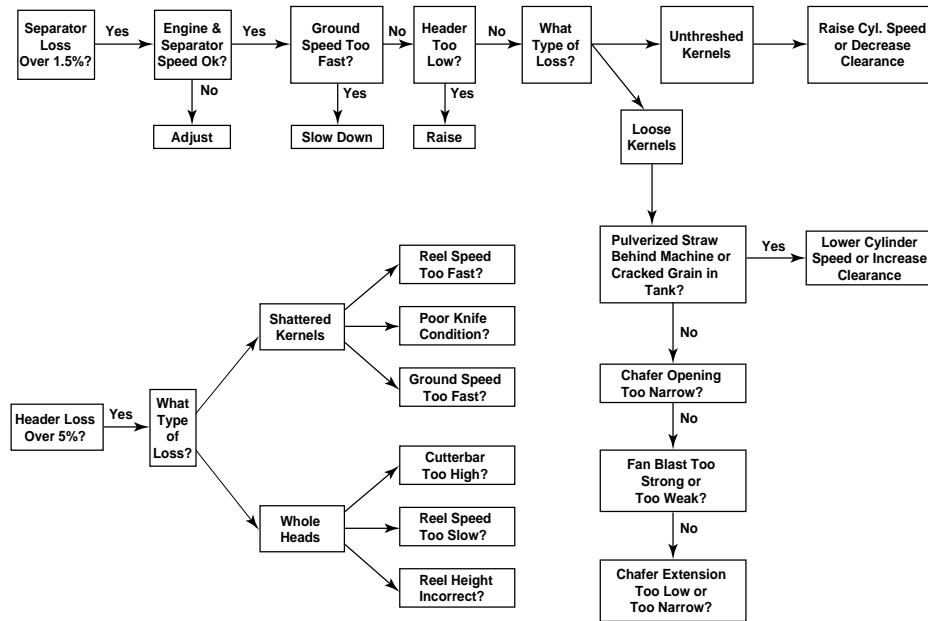 Separator
Loss
Over 1.5%?
Yes
Engine &
Separator
Speed Ok?
Yes
Ground
Speed Too
Fast?
No
Header
Too
Low?
No
What
Type of
Loss?
Unthreshed
Kernels
Raise Cyl. Speed
or Decrease
Clearance
No
Adjust
Yes
Slow Down
Yes
Raise
Loose
Kernels
Pulverized Straw
Behind Machine or
Cracked Grain in
Tank?
Yes
Lower Cylinder
Speed or Increase
Clearance
No
Chafer Opening
Too Narrow?
No
Fan Blast Too
Strong or
Too Weak?
No
Chafer Extension
Too Low or
Too Narrow?
Header Loss
Over 5%?
Yes
What
Type
of
Loss?
Shattered
Kernels
Reel Speed
Too Fast?
Poor Knife
Condition?
Ground Speed
Too Fast?
Whole
Heads
Cutterbar
Too High?
Reel Speed
Too Slow?
Reel Height
Incorrect?